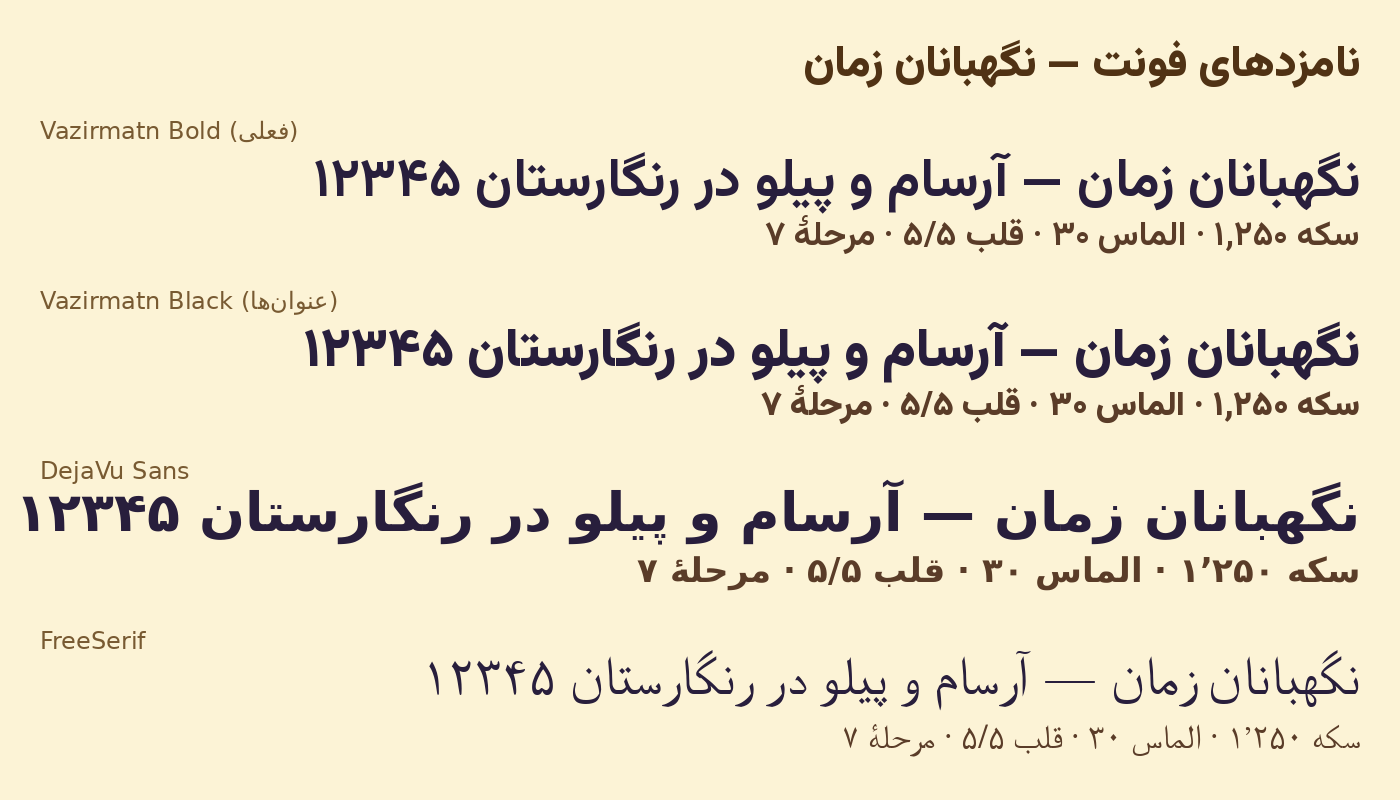 نامزدهای فونت — نگهبانان زمان
Vazirmatn Bold (فعلی)
نگهبانان زمان — آرسام و پیلو در رنگارستان ۱۲۳۴۵
سکه ۱,۲۵۰ · الماس ۳۰ · قلب ۵/۵ · مرحلهٔ ۷
Vazirmatn Black (عنوان‌ها)
نگهبانان زمان — آرسام و پیلو در رنگارستان ۱۲۳۴۵
سکه ۱,۲۵۰ · الماس ۳۰ · قلب ۵/۵ · مرحلهٔ ۷
DejaVu Sans
نگهبانان زمان — آرسام و پیلو در رنگارستان ۱۲۳۴۵
سکه ۱٬۲۵۰ · الماس ۳۰ · قلب ۵/۵ · مرحلهٔ ۷
FreeSerif
نگهبانان زمان — آرسام و پیلو در رنگارستان ۱۲۳۴۵
سکه ۱٬۲۵۰ · الماس ۳۰ · قلب ۵/۵ · مرحلهٔ ۷